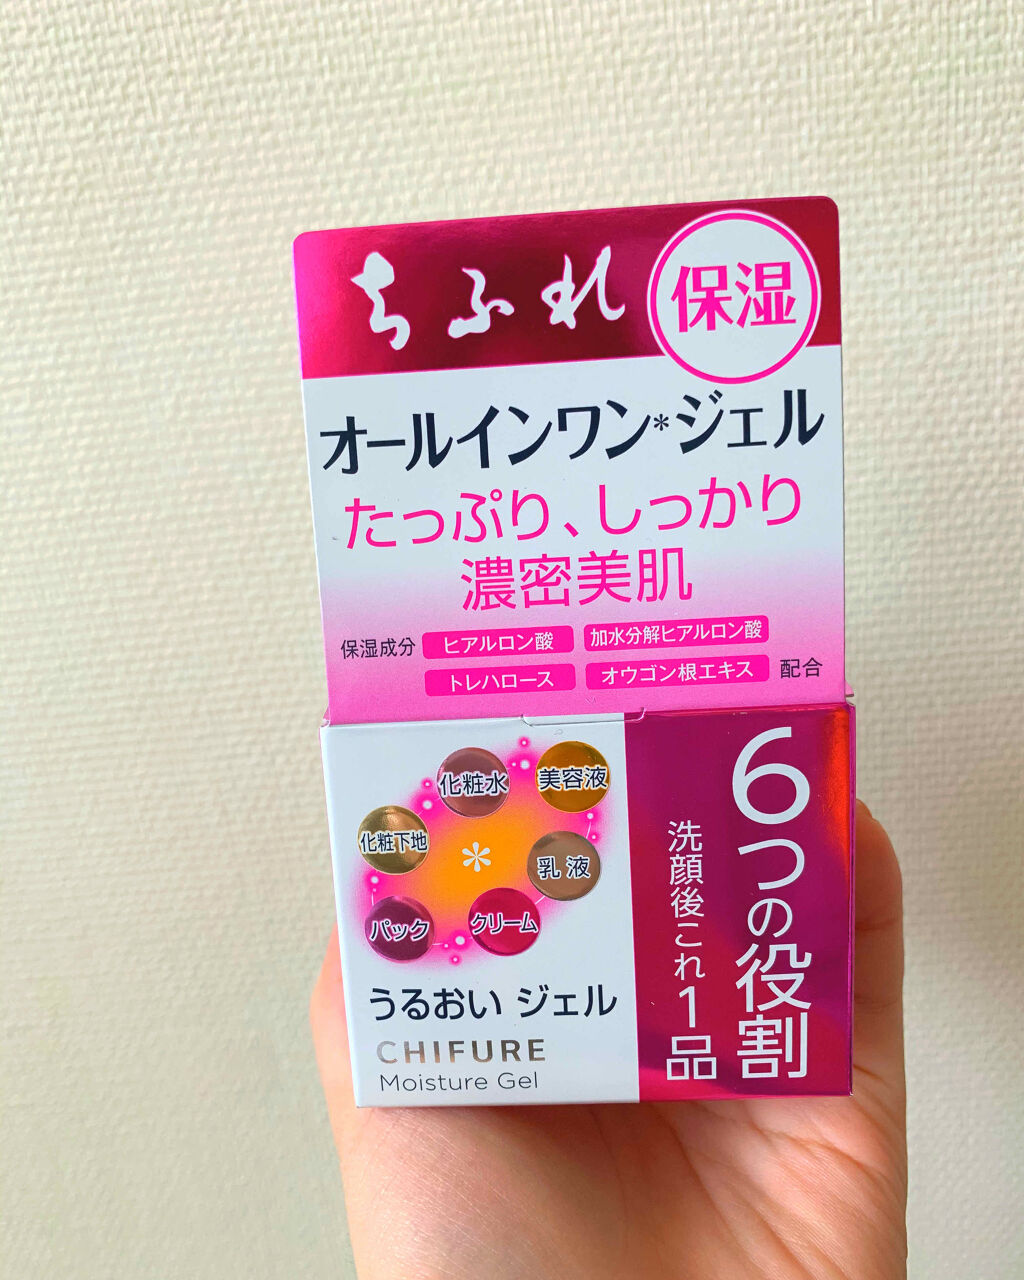 ちふれ
保湿
オールインワン*ジェル
たっぷり、しっかり
濃密美肌
保湿成分 ヒアルロン酸 加水分解ヒアルロン酸
トレハロース オウゴン根エキス 配合
化粧水 美容液
化粧下地 * 乳液
パック クリーム
うるおい ジェル
CHIFURE
Moisture Gel
6つの役割
洗顔後これ1品